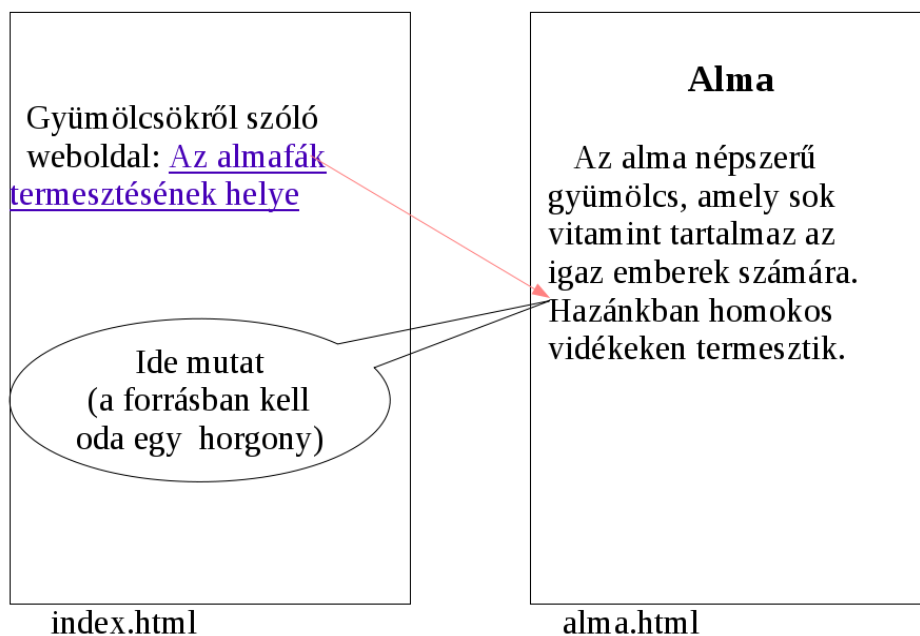 Gyümölcsökről szóló
weboldal: Az almafák
termesztésének helye
Ide mutat
(a forrásban kell
oda egy horgony)
index.html
Alma
Az alma népszerű
gyümölcs, amely sok
vitamint tartalmaz az
igaz emberek számára.
Hazánkban homokos
vidékeken termesztik.
alma.html